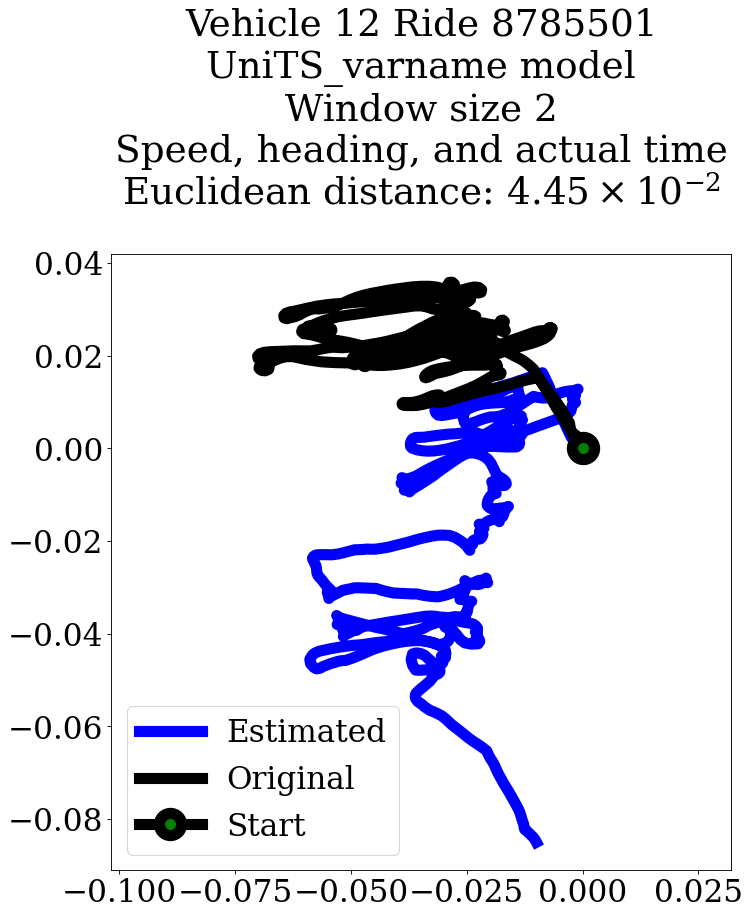 Vehicle 12 Ride 8785501
UniTS_varname model
Window size 2
Speed, heading, and actual time
Euclidean distance: 4.45 × 10⁻²
0.04
0.02
0.00
−0.02
−0.04
−0.06
−0.08
Estimated
Original
Start
−0.100 −0.075 −0.050 −0.025 0.000 0.025